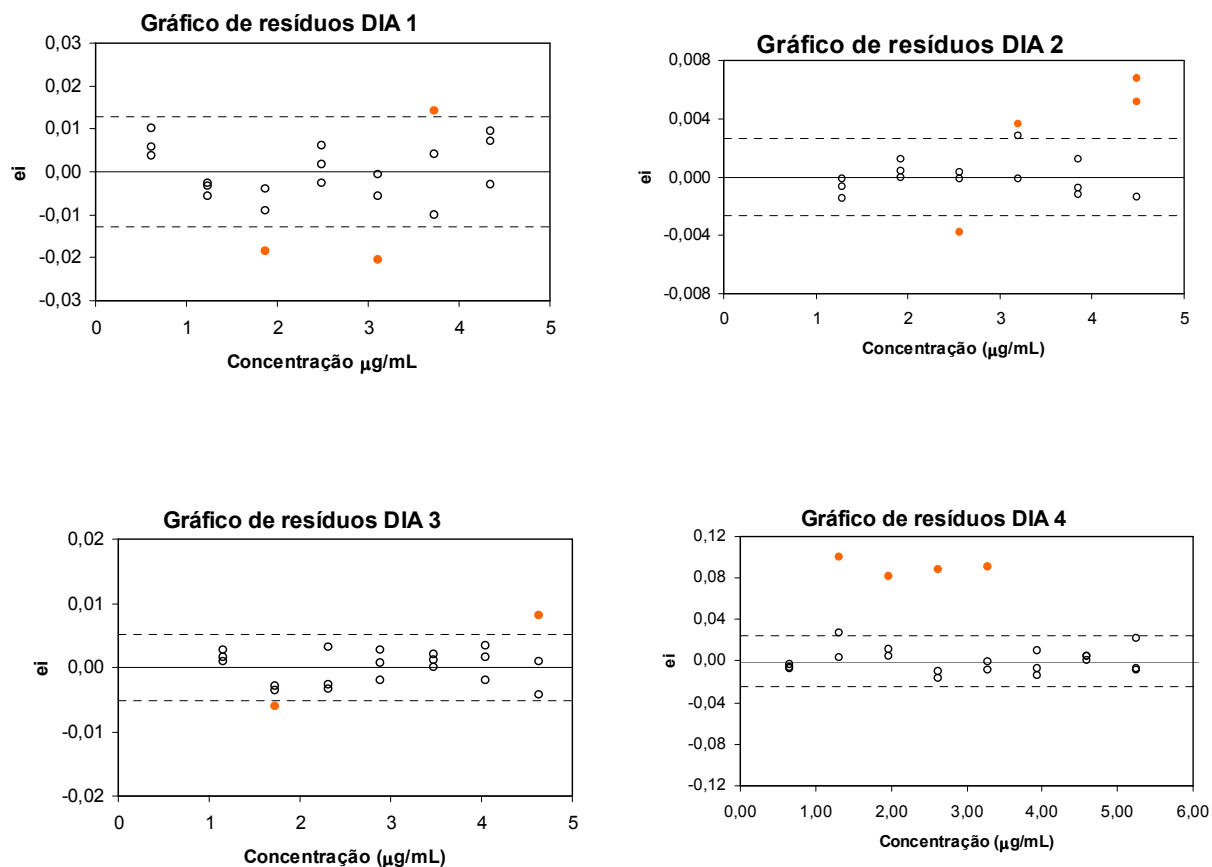 Gráfico de resíduos DIA 1
0,03
0,02
0,01
0,00
-0,01
-0,02
-0,03
ei
0 1 2 3 4 5
Concentração µg/mL
Gráfico de resíduos DIA 2
0,008
0,004
0,000
-0,004
-0,008
ei
0 1 2 3 4 5
Concentração (µg/mL)
Gráfico de resíduos DIA 3
0,02
0,01
0,00
-0,01
-0,02
ei
0 1 2 3 4 5
Concentração (µg/mL)
Gráfico de resíduos DIA 4
0,12
0,08
0,04
0,00
-0,04
-0,08
-0,12
ei
0,00 1,00 2,00 3,00 4,00 5,00 6,00
Concentração (µg/mL)